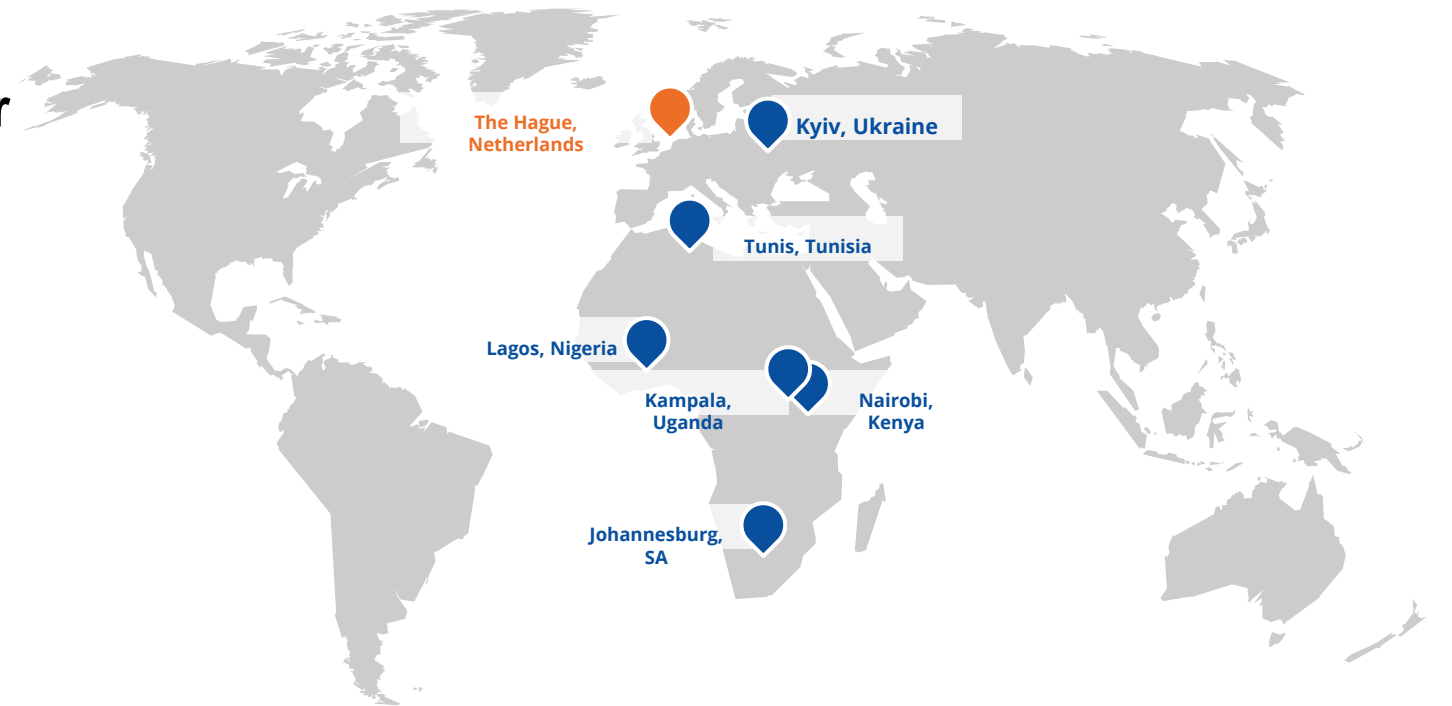 r
The Hague,
Netherlands
Kyiv, Ukraine
Tunis, Tunisia
Lagos, Nigeria
Kampala,
Uganda
Nairobi,
Kenya
Johannesburg,
SA